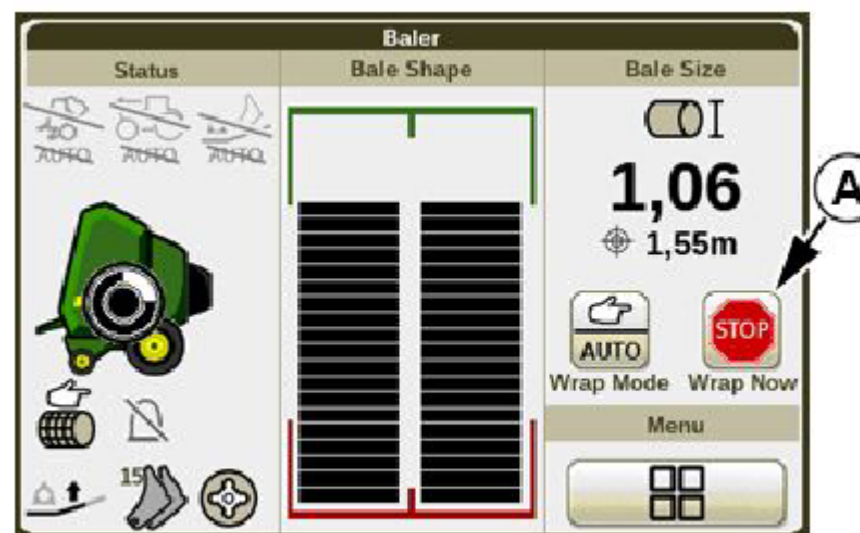 Baler
Status
Bale Shape
Bale Size
AUTO AUTO AUTO
1,06
1,55m
A
AUTO
STOP
Wrap Mode
Wrap Now
Menu
15